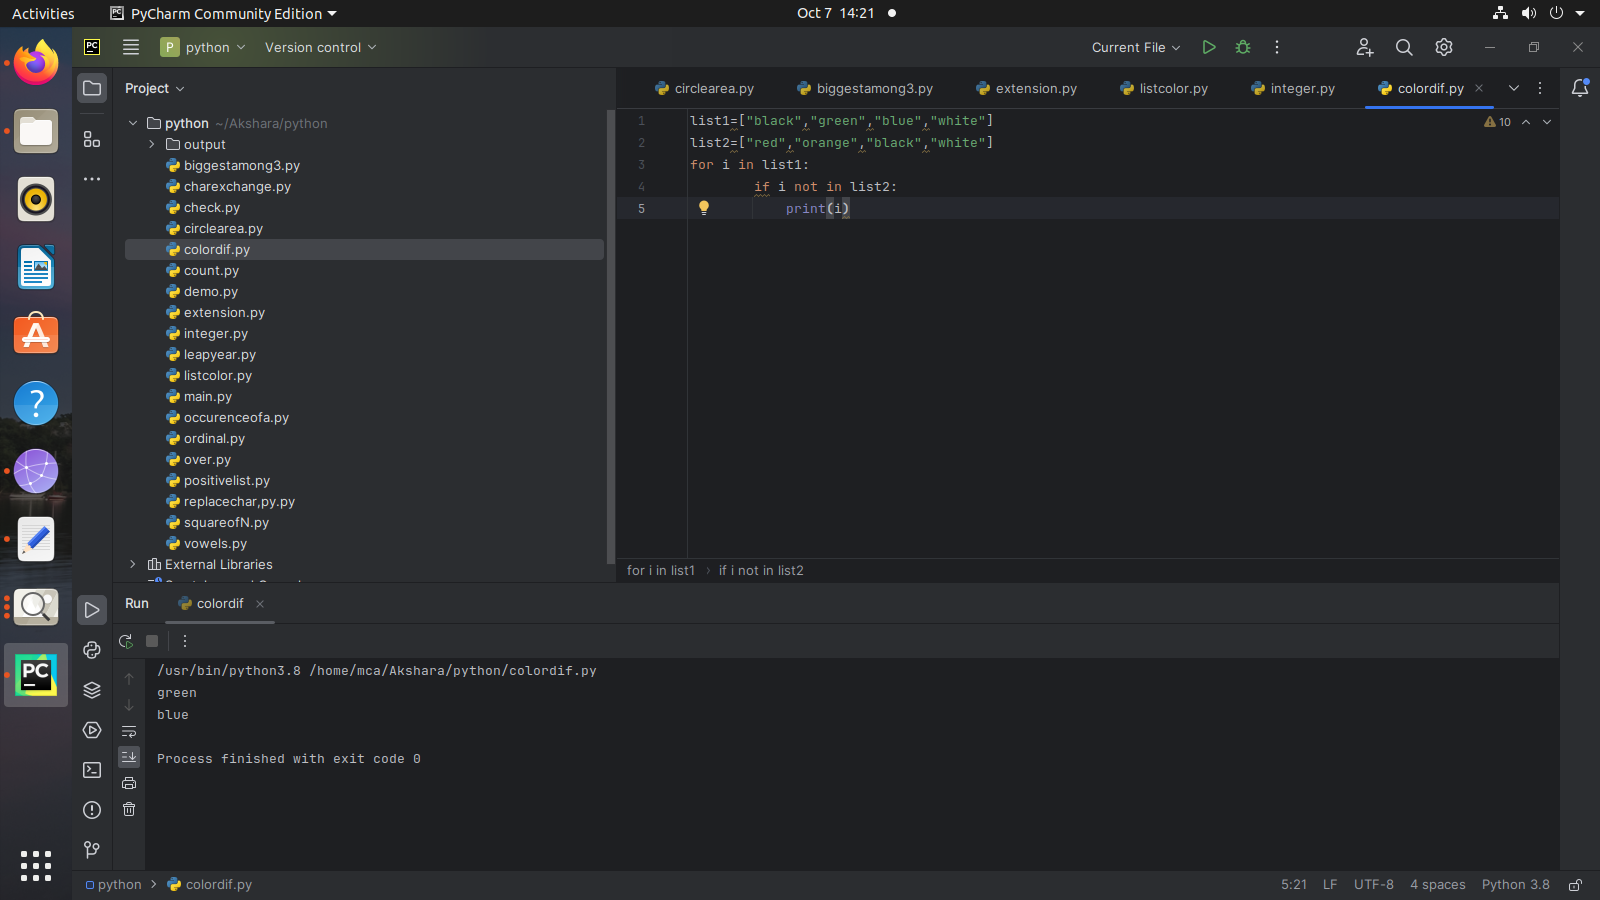 Activities
PyCharm Community Edition
Oct 7 14:21
PC
P
python
Version control
Current File
Project
circlearea.py
biggestamong3.py
extension.py
listcolor.py
integer.py
colordif.py
python ~/Akshara/python
output
biggestamong3.py
charexchange.py
check.py
circlearea.py
colordif.py
count.py
demo.py
extension.py
integer.py
leapyear.py
listcolor.py
main.py
occurenceofa.py
ordinal.py
over.py
positivelist.py
replacechar,py.py
squareofN.py
vowels.py
External Libraries
1 list1=["black","green","blue","white"]
2 list2=["red","orange","black","white"]
3 for i in list1:
4 if i not in list2:
5 print(i)
10
for i in list1 › if i not in list2
Run
colordif
/usr/bin/python3.8 /home/mca/Akshara/python/colordif.py
green
blue
Process finished with exit code 0
PC
python › colordif.py
5:21 LF UTF-8 4 spaces Python 3.8